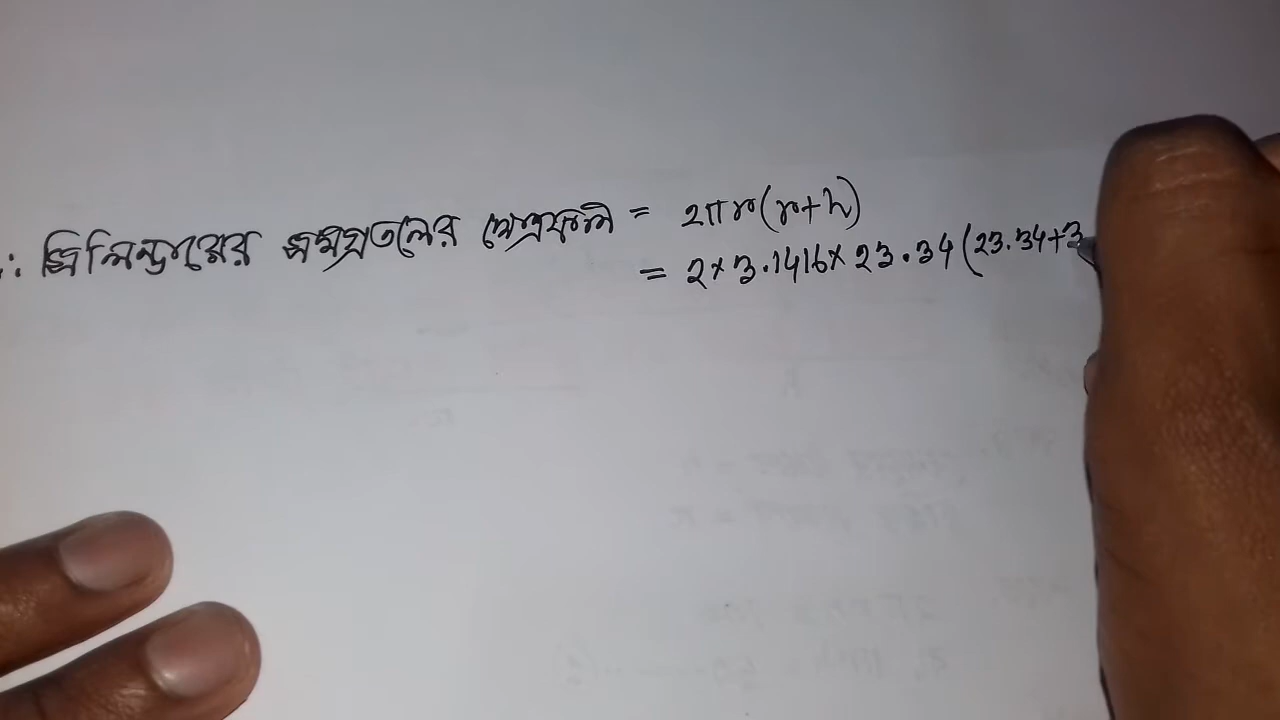 ∴ সিলিন্ডারের সমগ্রতলের ক্ষেত্রফল = 2πr(r+h)
= 2×3.1416×23.34(23.34+3